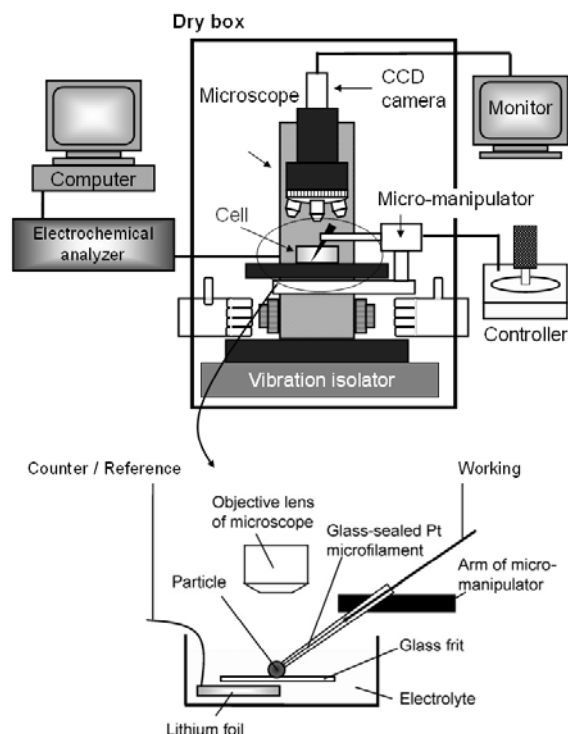 Dry box
CCD
camera
Microscope
Monitor
Computer
Micro-manipulator
Cell
Electrochemical
analyzer
Controller
Vibration isolator
Counter / Reference
Working
Objective lens
of microscope
Glass-sealed Pt
microfilament
Particle
Arm of micro-
manipulator
Glass frit
Electrolyte
Lithium foil